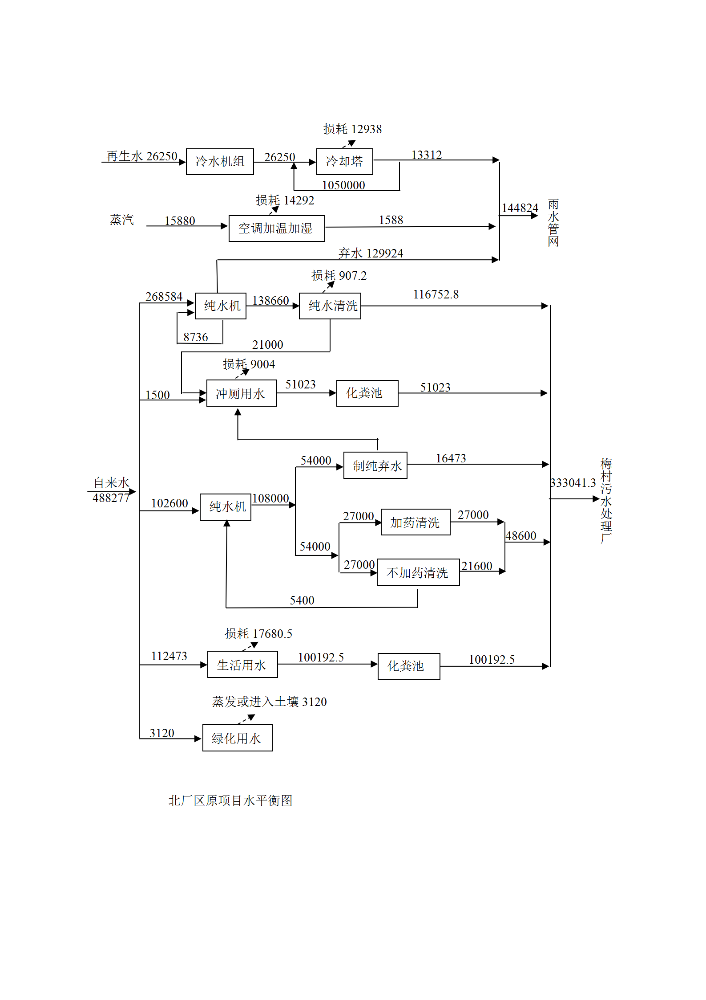 损耗 12938
再生水 26250
冷水机组
26250
冷却塔
13312
1050000
损耗 14292
蒸汽
15880
空调加温加湿
1588
144824
雨水管网
弃水 129924
损耗 907.2
268584
纯水机
138660
纯水清洗
116752.8
8736
21000
损耗 9004
1500
冲厕用水
51023
化粪池
51023
54000
制纯弃水
16473
自来水
488277
333041.3
梅村污水处理厂
102600
纯水机
108000
27000
加药清洗
27000
48600
54000
27000
不加药清洗
21600
5400
损耗 17680.5
112473
生活用水
100192.5
化粪池
100192.5
蒸发或进入土壤 3120
3120
绿化用水
北厂区原项目水平衡图